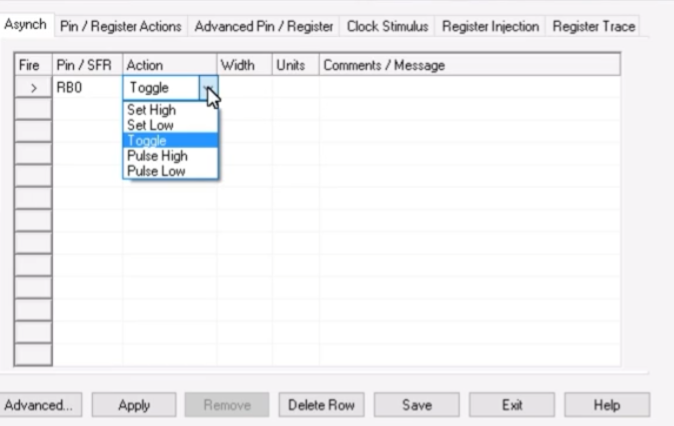 Asynch Pin / Register Actions Advanced Pin / Register Clock Stimulus Register Injection Register Trace
Fire Pin / SFR Action Width Units Comments / Message
> RB0 Toggle
Set High
Set Low
Toggle
Pulse High
Pulse Low
Advanced... Apply Remove Delete Row Save Exit Help